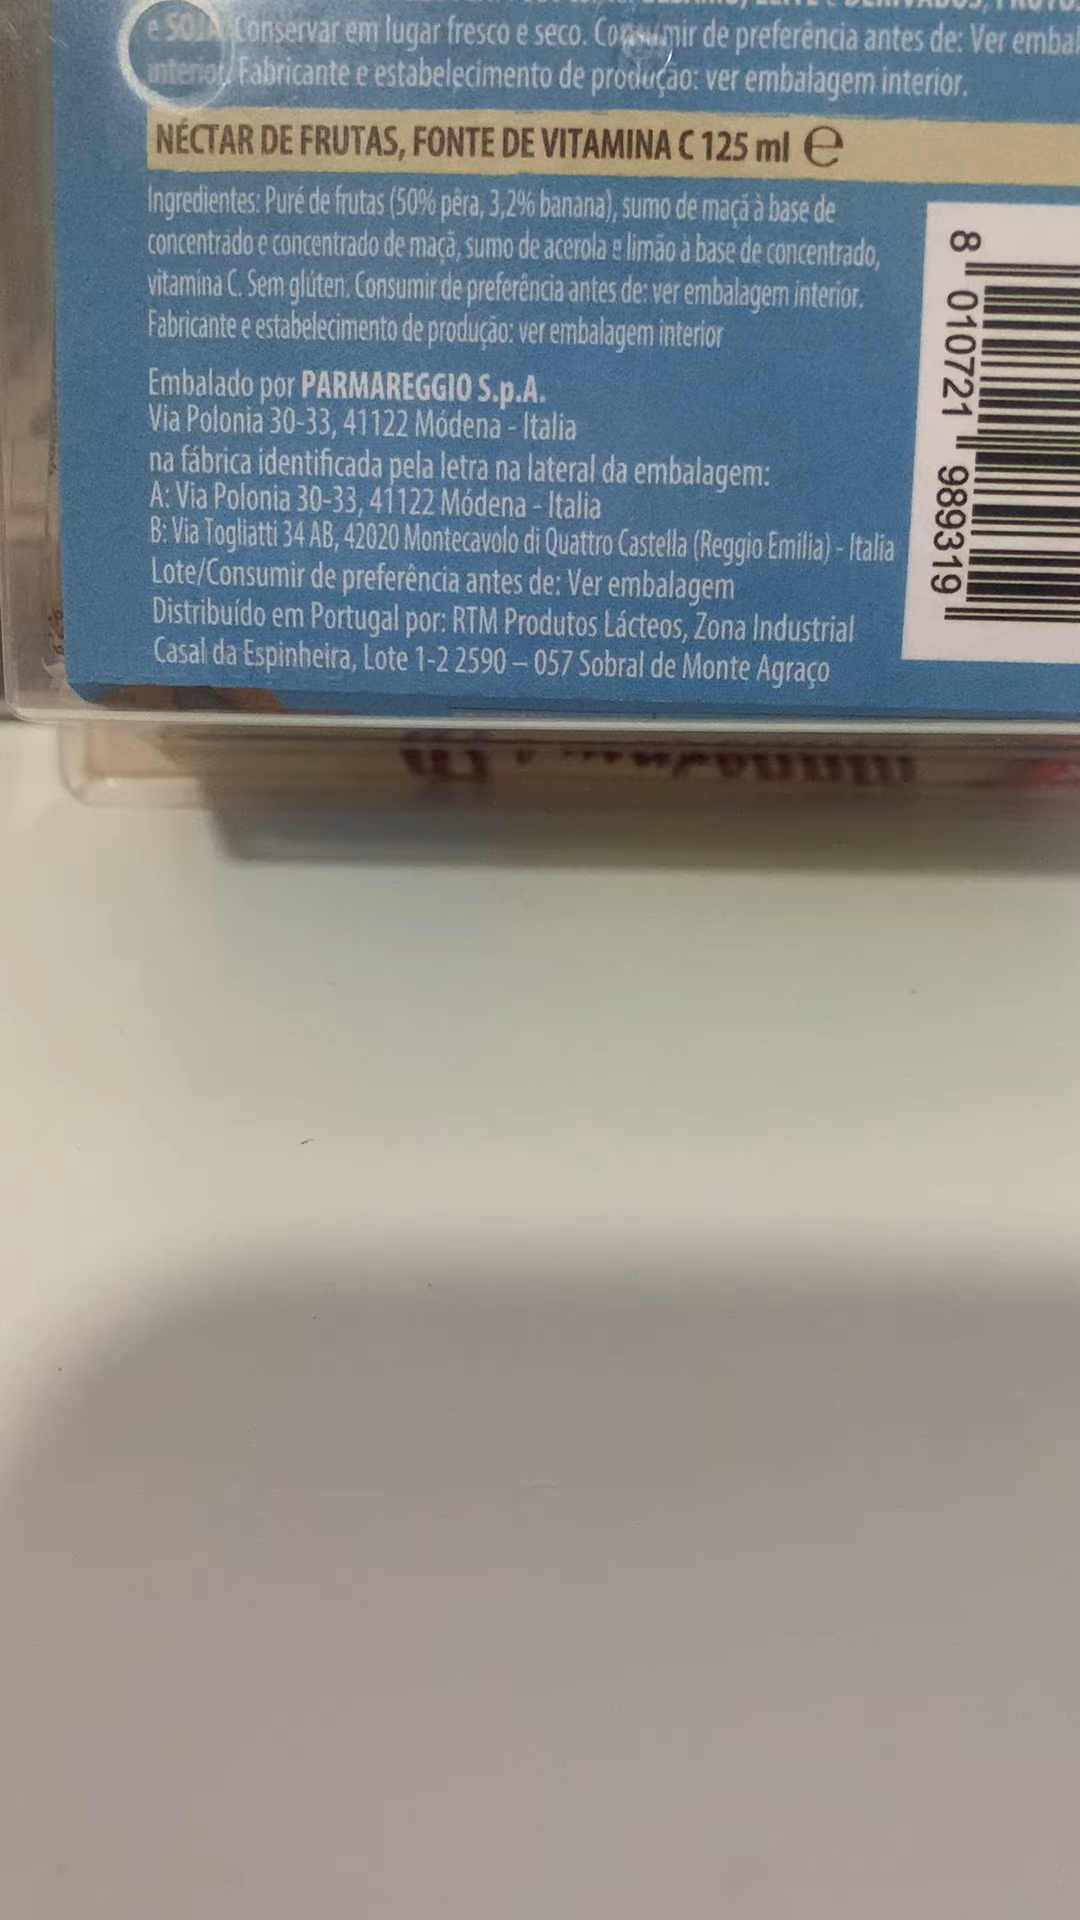 e SOJA. Conservar em lugar fresco e seco. Consumir de preferência antes de: Ver
interior. Fabricante e estabelecimento de produção: ver embalagem interior.
NÉCTAR DE FRUTAS, FONTE DE VITAMINA C 125 ml ℮
Ingredientes: Puré de frutas (50% pêra, 3,2% banana), sumo de maçã à base de
concentrado e concentrado de maçã, sumo de acerola e limão à base de concentrado,
vitamina C. Sem glúten. Consumir de preferência antes de: ver embalagem interior.
Fabricante e estabelecimento de produção: ver embalagem interior
Embalado por PARMAREGGIO S.p.A.
Via Polonia 30-33, 41122 Módena - Italia
na fábrica identificada pela letra na lateral da embalagem:
A: Via Polonia 30-33, 41122 Módena - Italia
B: Via Togliatti 34 AB, 42020 Montecavolo di Quattro Castella (Reggio Emilia) - Italia
Lote/Consumir de preferência antes de: Ver embalagem
Distribuído em Portugal por: RTM Produtos Lácteos, Zona Industrial
Casal da Espinheira, Lote 1-2 2590 – 057 Sobral de Monte Agraço
8 010721 989319